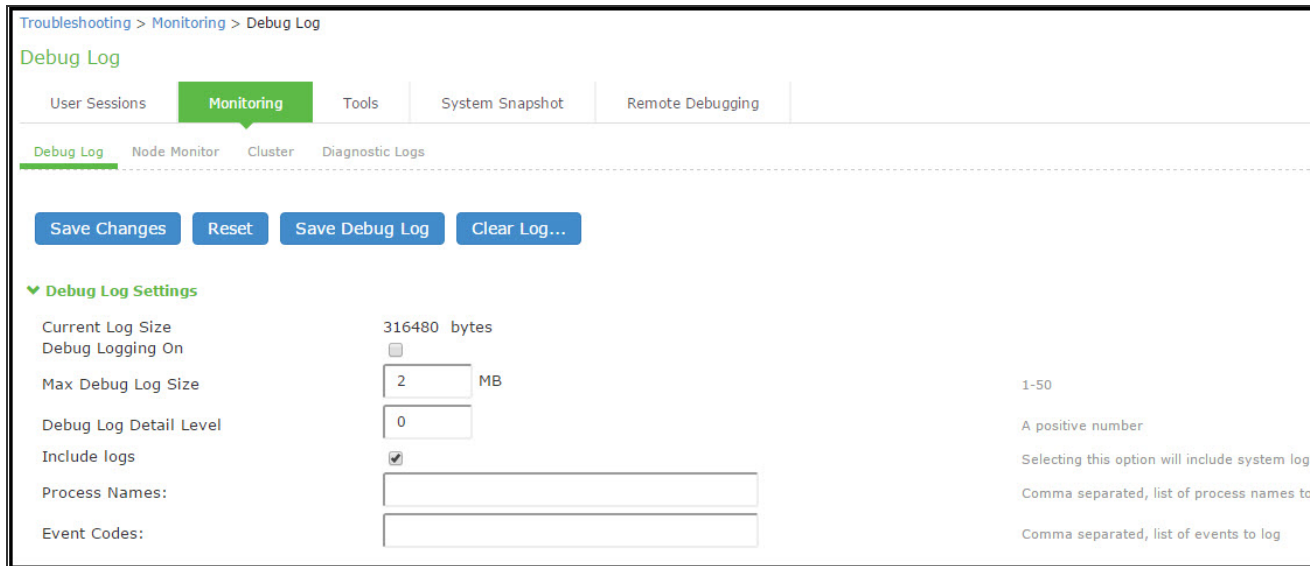 Troubleshooting > Monitoring > Debug Log
Debug Log
User Sessions Monitoring Tools System Snapshot Remote Debugging
Debug Log Node Monitor Cluster Diagnostic Logs
Save Changes Reset Save Debug Log Clear Log...
Debug Log Settings
Current Log Size 316480 bytes
Debug Logging On
Max Debug Log Size 2 MB 1-50
Debug Log Detail Level 0 A positive number
Include logs Selecting this option will include system log
Process Names: Comma separated, list of process names to
Event Codes: Comma separated, list of events to log